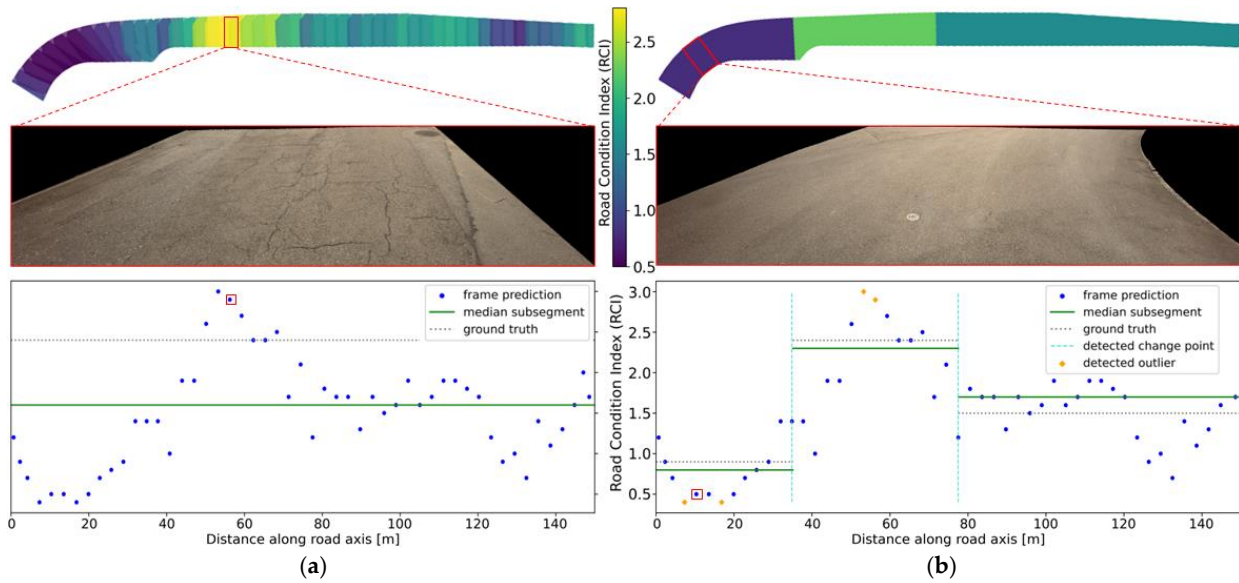 2.5
2.0
1.5
1.0
0.5
Road Condition Index (RCI)
frame prediction
median subsegment
ground truth
0 20 40 60 80 100 120 140
Distance along road axis [m]
(a)
3.0
2.5
2.0
1.5
1.0
0.5
Road Condition Index (RCI)
frame prediction
median subsegment
ground truth
detected change point
detected outlier
0 20 40 60 80 100 120 140
Distance along road axis [m]
(b)